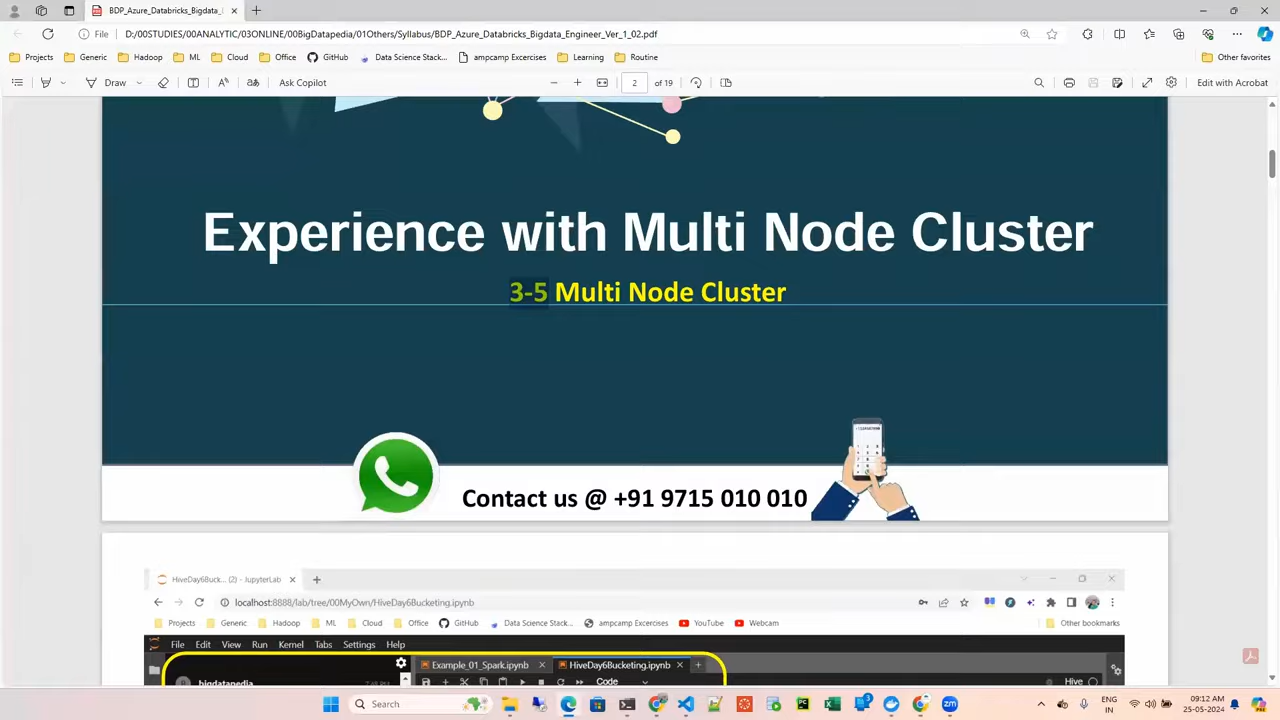 BDP_Azure_Databricks_Bigdata_E
File D:/00STUDIES/00ANALYTIC/03ONLINE/00BigDatapedia/01Others/Syllabus/BDP_Azure_Databricks_Bigdata_Engineer_Ver_1_02.pdf
Projects Generic Hadoop ML Cloud Office GitHub Data Science Stack... ampcamp Excercises Learning Routine Other favorites
Draw Ask Copilot 2 of 19 Edit with Acrobat
Experience with Multi Node Cluster
3-5 Multi Node Cluster
Contact us @ +91 9715 010 010
HiveDay6Buck... (2) - JupyterLab
localhost:8888/lab/tree/00MyOwn/HiveDay6Bucketing.ipynb
Projects Generic Hadoop ML Cloud Office GitHub Data Science Stack... ampcamp Excercises YouTube Webcam Other bookmarks
File Edit View Run Kernel Tabs Settings Help
Example_01_Spark.ipynb HiveDay6Bucketing.ipynb
bigdatapedia Code Hive
Search ENG IN 09:12 AM 25-05-2024